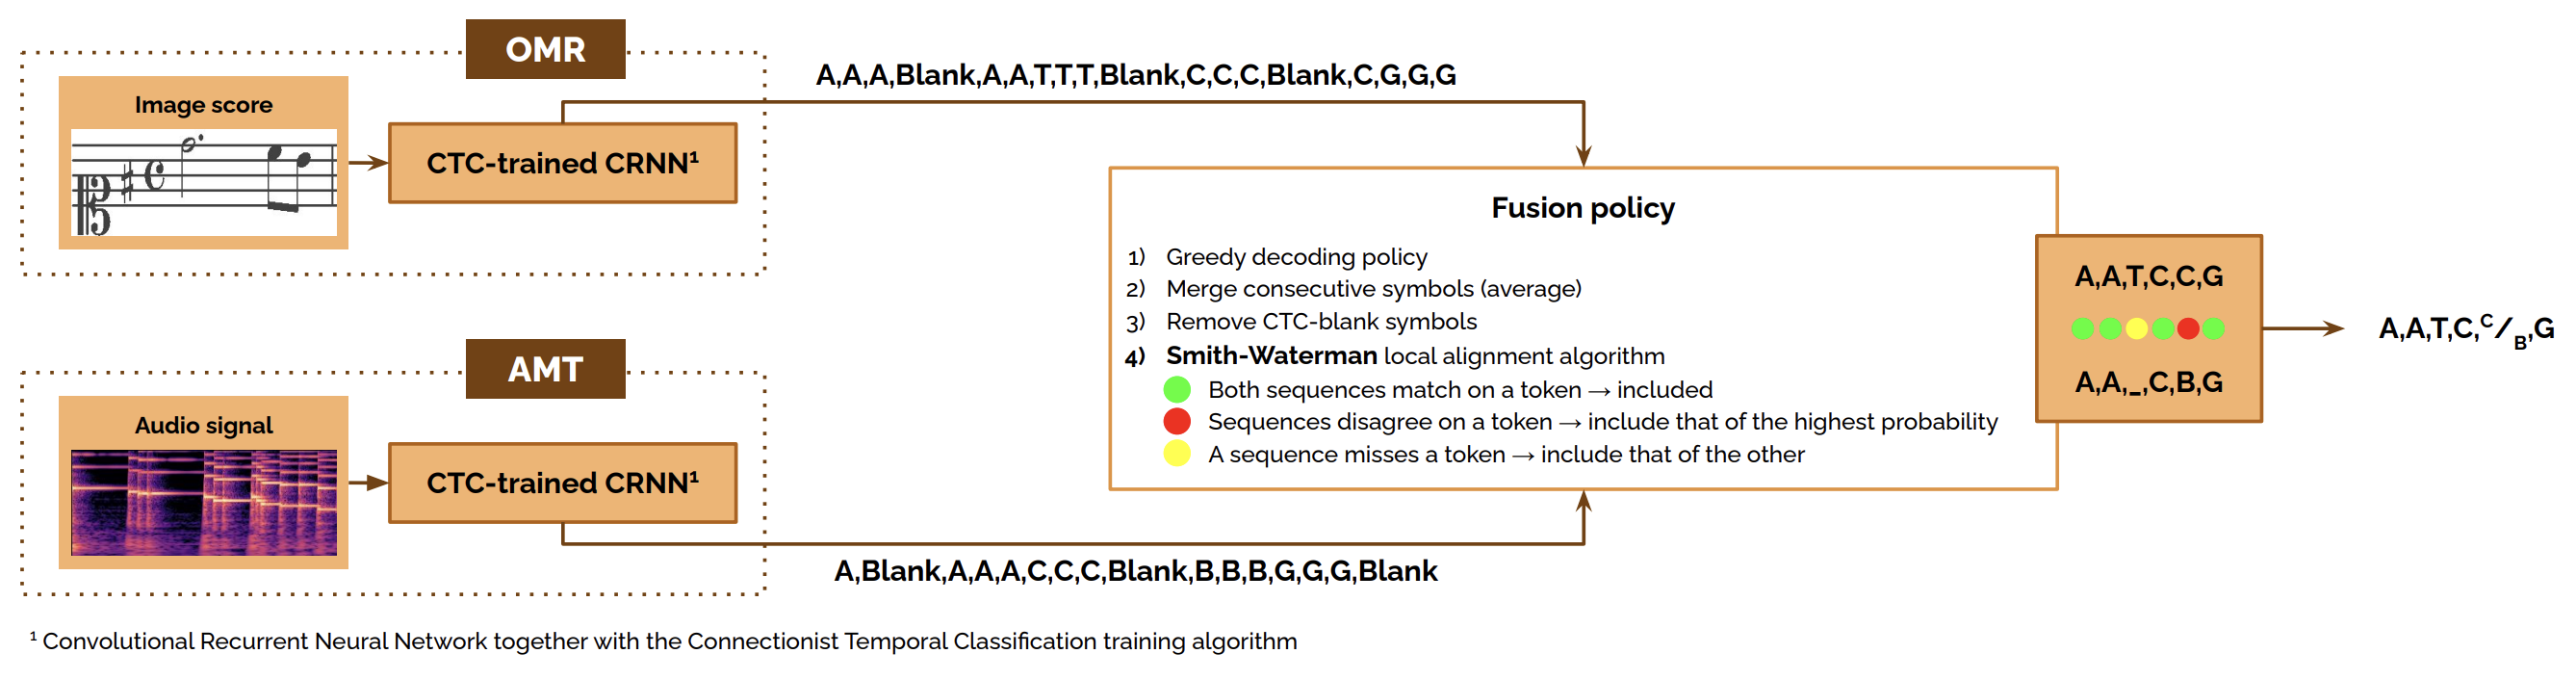 OMR
Image score
CTC-trained CRNN¹
A,A,A,Blank,A,A,T,T,T,Blank,C,C,C,Blank,C,G,G,G
AMT
Audio signal
CTC-trained CRNN¹
A,Blank,A,A,A,C,C,C,Blank,B,B,B,G,G,G,Blank
Fusion policy
1) Greedy decoding policy
2) Merge consecutive symbols (average)
3) Remove CTC-blank symbols
4) Smith-Waterman local alignment algorithm
Both sequences match on a token → included
Sequences disagree on a token → include that of the highest probability
A sequence misses a token → include that of the other
A,A,T,C,C,G
A,A,_,C,B,G
A,A,T,C,C/B,G
¹ Convolutional Recurrent Neural Network together with the Connectionist Temporal Classification training algorithm